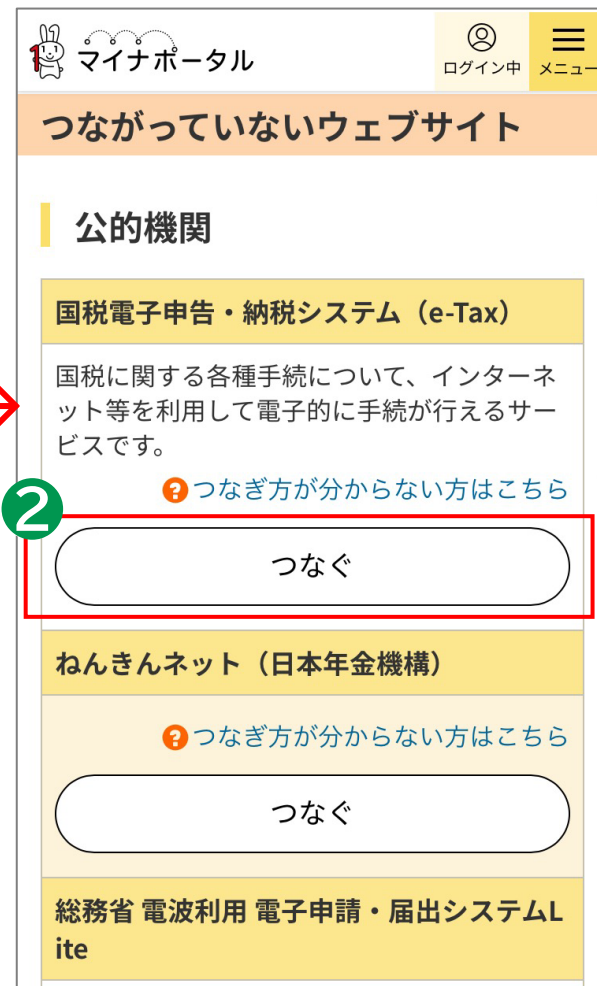 マイナポータル
ログイン中
メニュー
つながっていないウェブサイト
公的機関
国税電子申告・納税システム（e-Tax）
国税に関する各種手続について、インターネ
ット等を利用して電子的に手続が行えるサー
ビスです。
?つなぎ方が分からない方はこちら
2
つなぐ
ねんきんネット（日本年金機構）
?つなぎ方が分からない方はこちら
つなぐ
総務省 電波利用 電子申請・届出システムL
ite